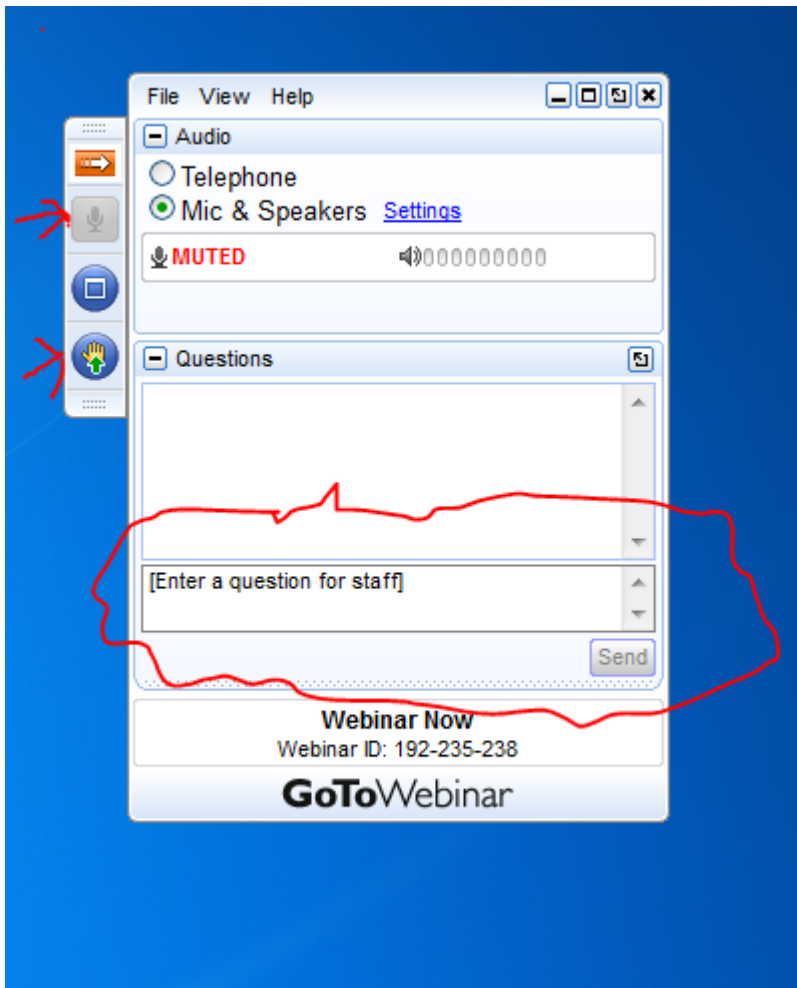 File View Help
Audio
Telephone
Mic & Speakers Settings
MUTED 000000000
Questions
[Enter a question for staff]
Send
Webinar Now
Webinar ID: 192-235-238
GoToWebinar